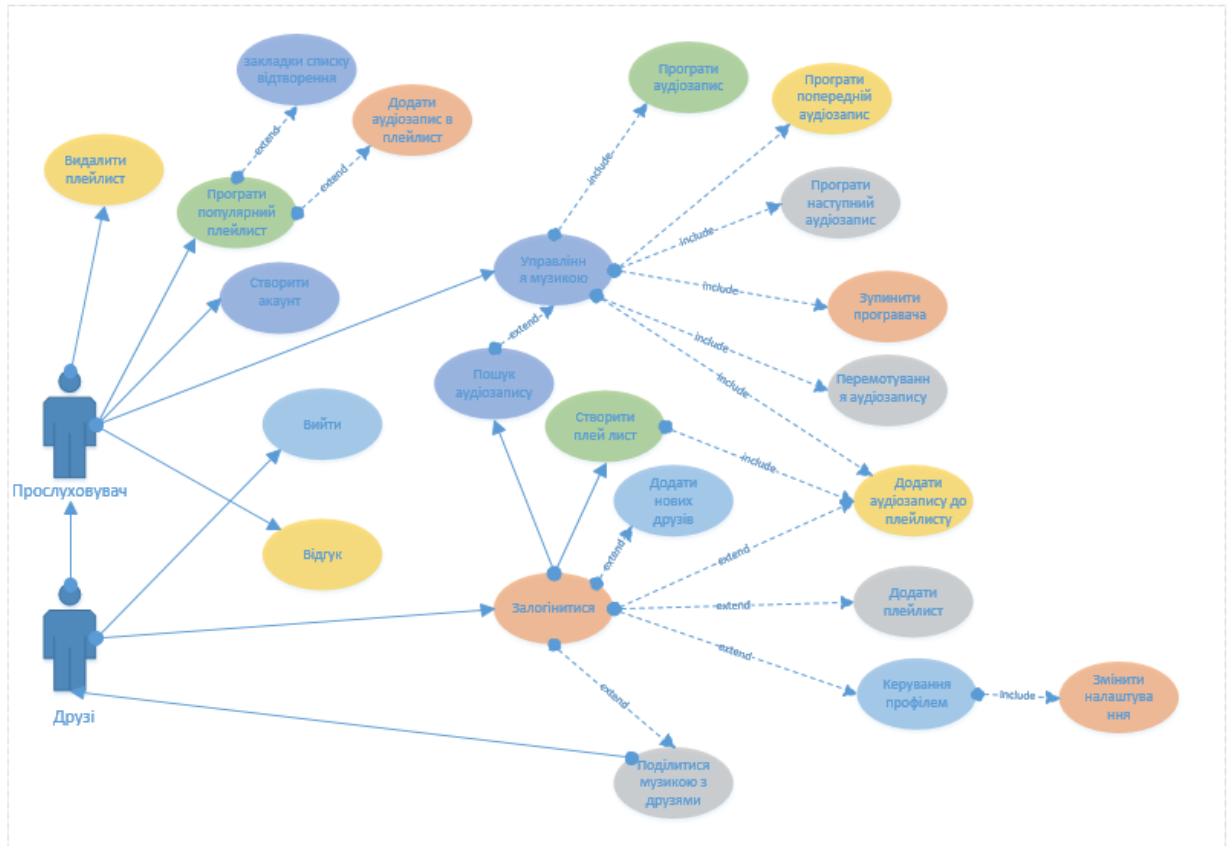 закладки списку
відтворення
Додати
аудіозапис в
плейлист
extend
extend
Видалити
плейлист
Програти
популярний
плейлист
Створити
акаунт
Програти
аудіозапис
Програти
попередній
аудіозапис
Програти
наступний
аудіозапис
include
include
Управлінн
я музикою
include
Зупинити
програвача
extend
include
Перемотуванн
я аудіозапису
include
Пошук
аудіозапису
Вийти
Створити
плей лист
include
Прослуховувач
Відгук
Додати
нових
друзів
Додати
аудіозапису до
плейлисту
extend
extend
Залогінитися
extend
Додати
плейлист
extend
Керування
профілем
Include
Змінити
налаштува
ння
extend
Друзі
Поділитися
музикою з
друзями